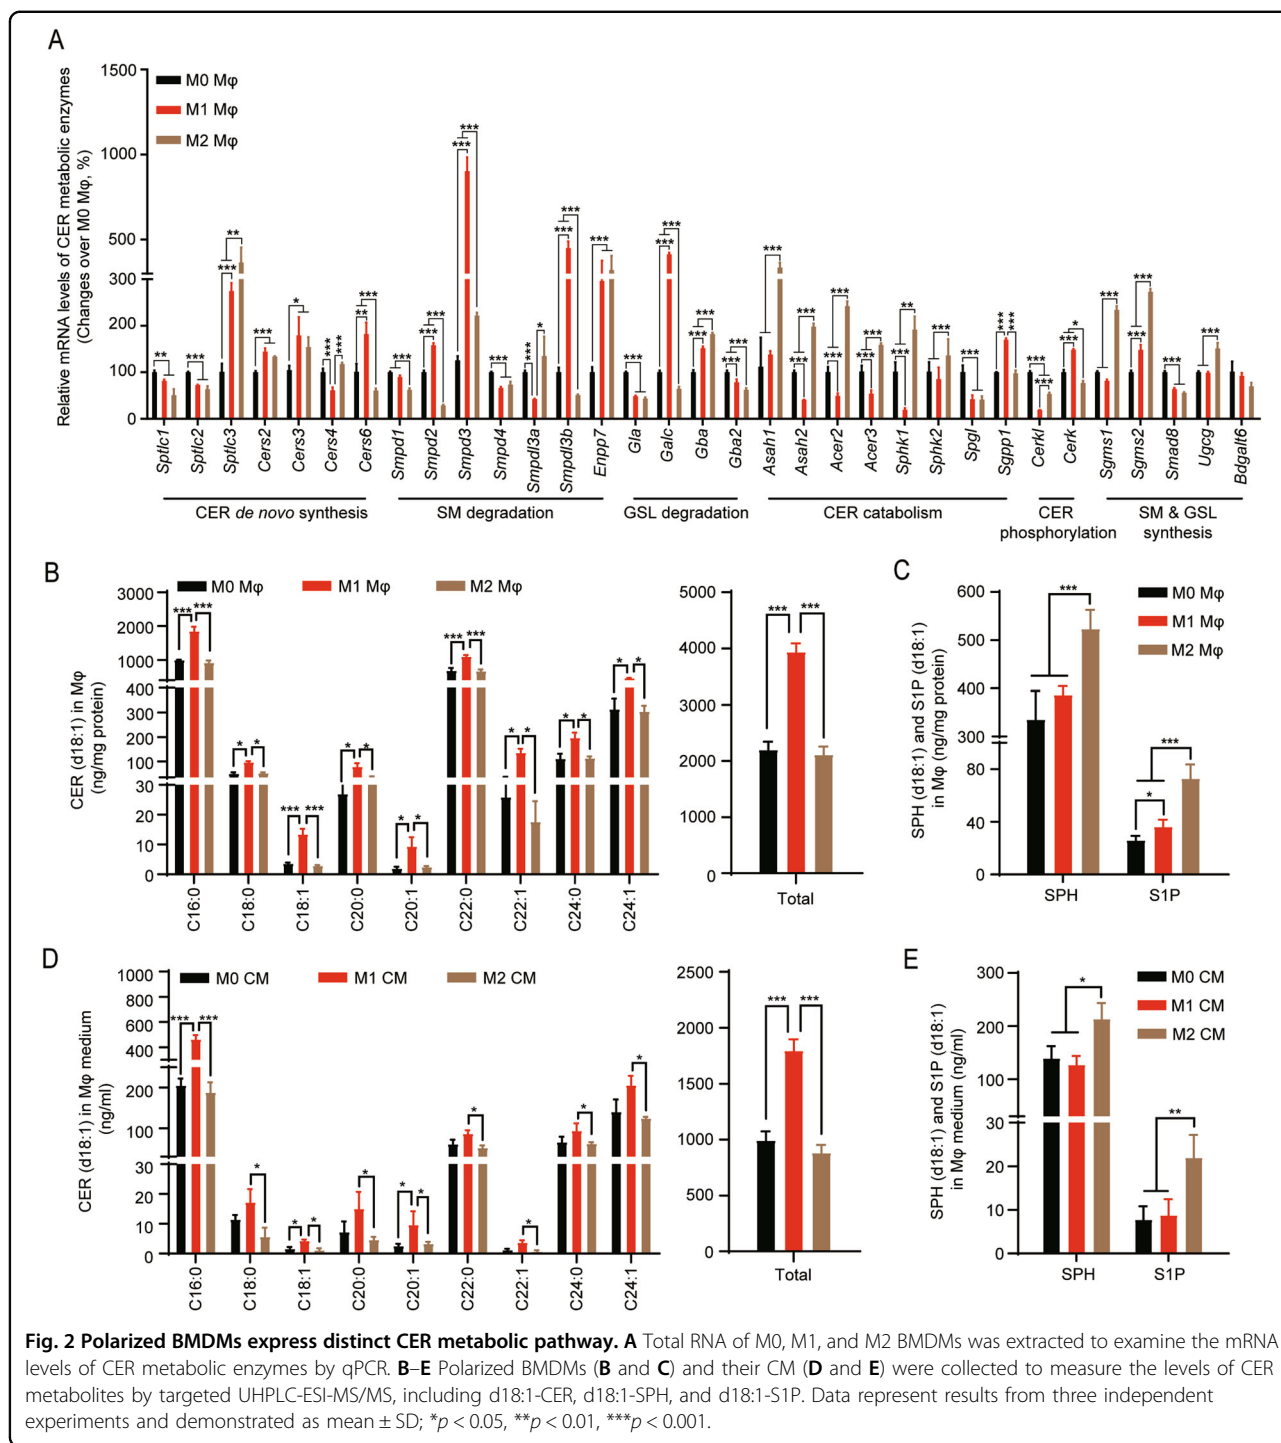 A
Relative mRNA levels of CER metabolic enzymes
(Changes over M0 Mφ, %)
1500
1000
500
300
200
100
0
M0 Mφ
M1 Mφ
M2 Mφ
** *** *** ** *** * *** *** ** *** *** *** *** *** *** *** *** * *** *** *** *** *** *** *** *** *** *** *** *** *** *** *** *** *** *** ** *** *** *** *** *** *** * *** *** *** *** ***
Sptlc1 Sptlc2 Sptlc3 Cers2 Cers3 Cers4 Cers6 Smpd1 Smpd2 Smpd3 Smpd4 Smpdl3a Smpdl3b Enpp7 Gla Galc Gba Gba2 Asah1 Asah2 Acer2 Acer3 Sphk1 Sphk2 Spgl Sgpp1 Cerkl Cerk Sgms1 Sgms2 Smad8 Ugcg Bdgalt6
CER de novo synthesis SM degradation GSL degradation CER catabolism CER phosphorylation SM & GSL synthesis
B
M0 Mφ M1 Mφ M2 Mφ
CER (d18:1) in Mφ
(ng/mg protein)
3000
2000
1000
400
300
200
100
30
20
10
0
*** *** * * *** *** * * * * *** *** * * * * * *
C16:0 C18:0 C18:1 C20:0 C20:1 C22:0 C22:1 C24:0 C24:1
5000
4000
3000
2000
1000
0
*** ***
Total
C
SPH (d18:1) and S1P (d18:1)
in Mφ (ng/mg protein)
600
500
400
300
80
40
0
M0 Mφ
M1 Mφ
M2 Mφ
*** * ***
SPH S1P
D
M0 CM M1 CM M2 CM
CER (d18:1) in Mφ medium
(ng/ml)
1000
800
600
400
200
100
30
20
10
0
*** *** * * * * * * * * * *
C16:0 C18:0 C18:1 C20:0 C20:1 C22:0 C22:1 C24:0 C24:1
2500
2000
1500
1000
500
0
*** ***
Total
E
SPH (d18:1) and S1P (d18:1)
in Mφ medium (ng/ml)
300
200
100
30
20
10
0
M0 CM
M1 CM
M2 CM
* **
SPH S1P
Fig. 2 Polarized BMDMs express distinct CER metabolic pathway. A Total RNA of M0, M1, and M2 BMDMs was extracted to examine the mRNA
levels of CER metabolic enzymes by qPCR. B–E Polarized BMDMs (B and C) and their CM (D and E) were collected to measure the levels of CER
metabolites by targeted UHPLC-ESI-MS/MS, including d18:1-CER, d18:1-SPH, and d18:1-S1P. Data represent results from three independent
experiments and demonstrated as mean ± SD; *p < 0.05, **p < 0.01, ***p < 0.001.